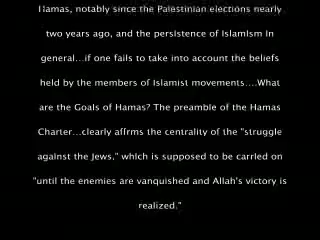 Hamas, notably since the Palestinian elections nearly
two years ago, and the persistence of Islamism in
general...if one fails to take into account the beliefs
held by the members of Islamist movements....What
are the Goals of Hamas? The preamble of the Hamas
Charter...clearly affirms the centrality of the "struggle
against the Jews," which is supposed to be carried on
"until the enemies are vanquished and Allah's victory is
realized."